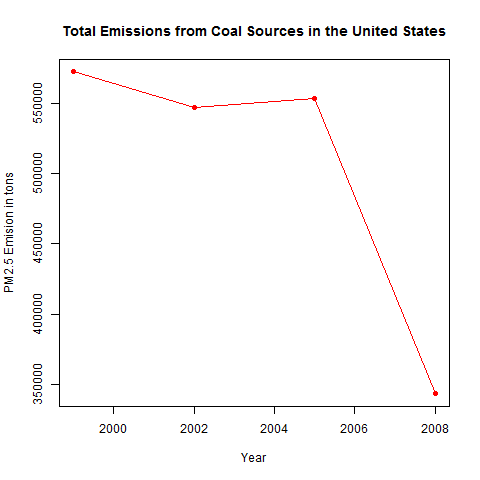 Total Emissions from Coal Sources in the United States
PM2.5 Emision in tons
550000
500000
450000
400000
350000
2000 2002 2004 2006 2008
Year